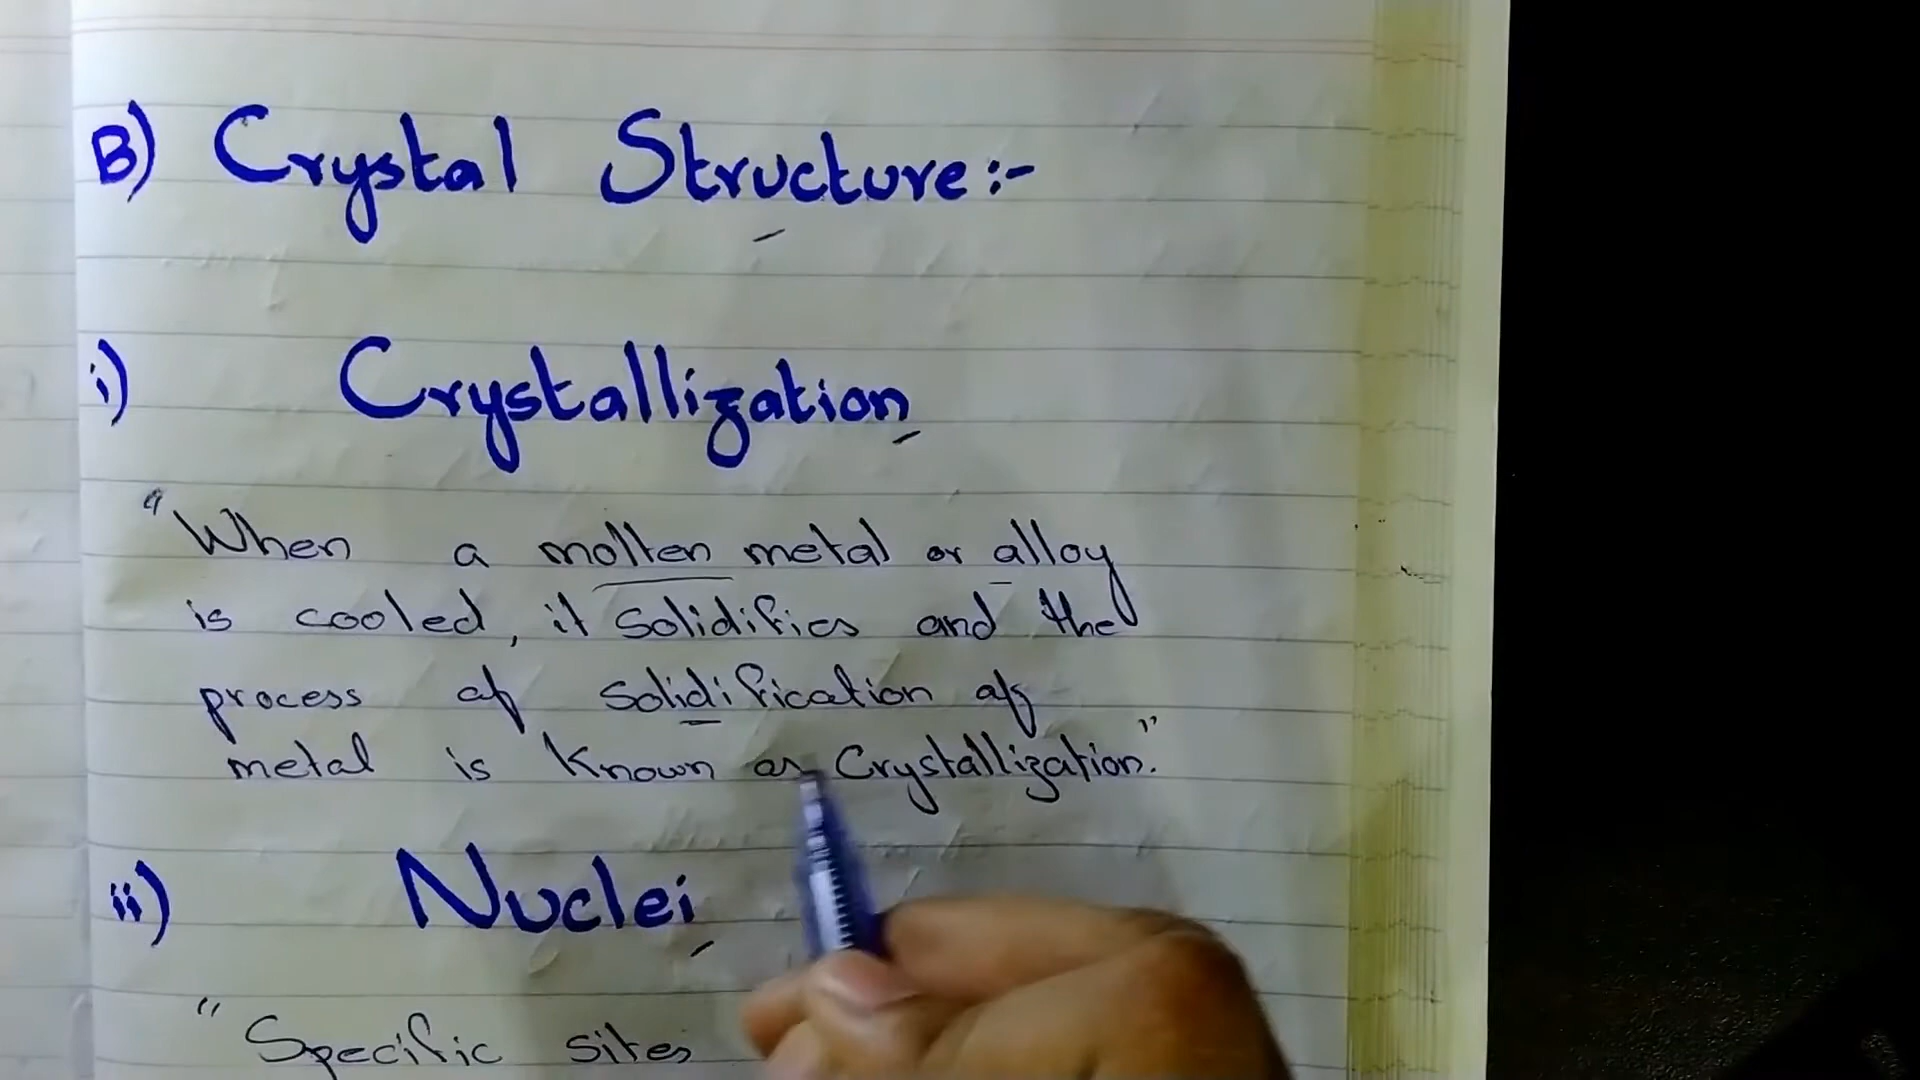 B) Crystal Structure:-
i) Crystallization
"When a molten metal or alloy
is cooled, it Solidifies and the
process of Solidification of
metal is Known as Crystallization."
ii) Nuclei
"Specific sites